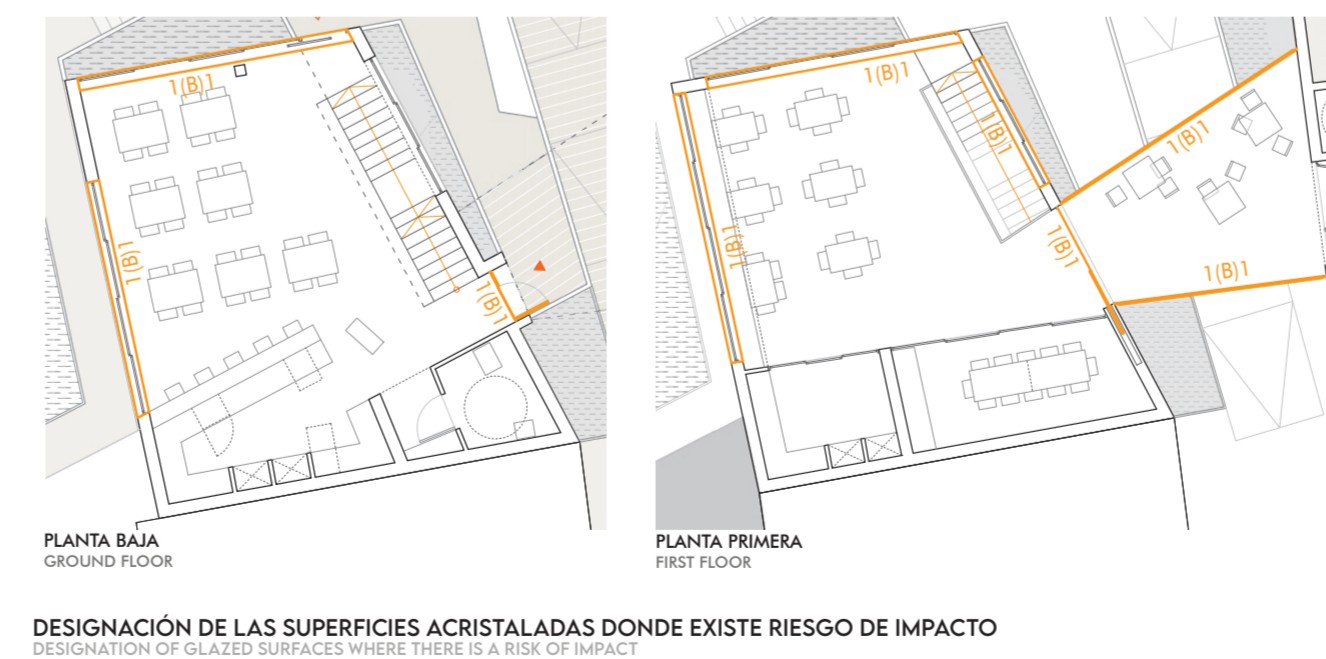 1(B)1
1(B)1
1(B)1
PLANTA BAJA
GROUND FLOOR
1(B)1
1(B)1
1(B)1
1(B)1
1(B)1
1(B)1
PLANTA PRIMERA
FIRST FLOOR
DESIGNACIÓN DE LAS SUPERFICIES ACRISTALADAS DONDE EXISTE RIESGO DE IMPACTO
DESIGNATION OF GLAZED SURFACES WHERE THERE IS A RISK OF IMPACT